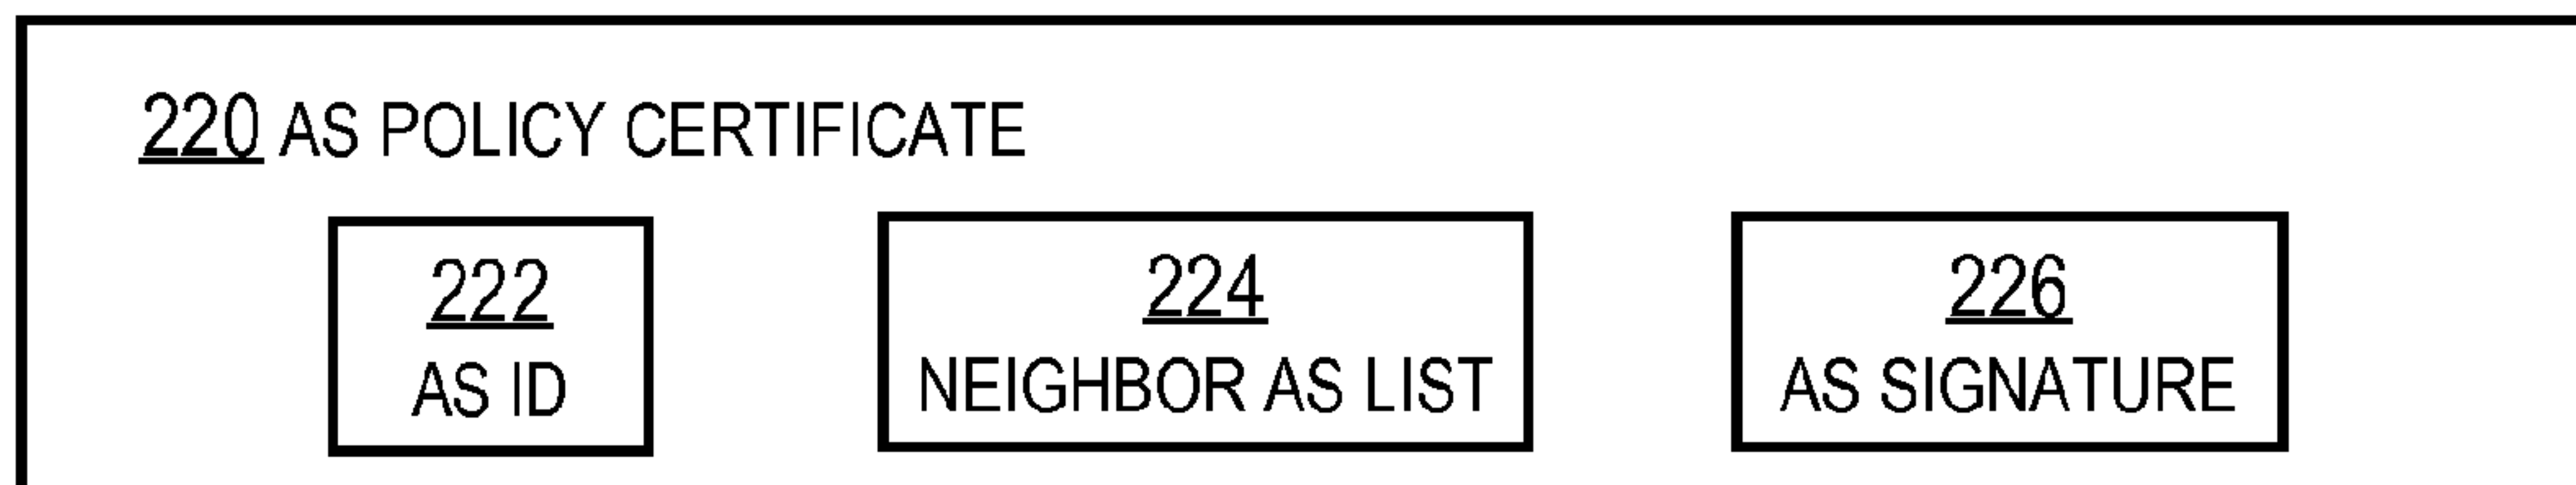 220 AS POLICY CERTIFICATE
222
AS ID
224
NEIGHBOR AS LIST
226
AS SIGNATURE